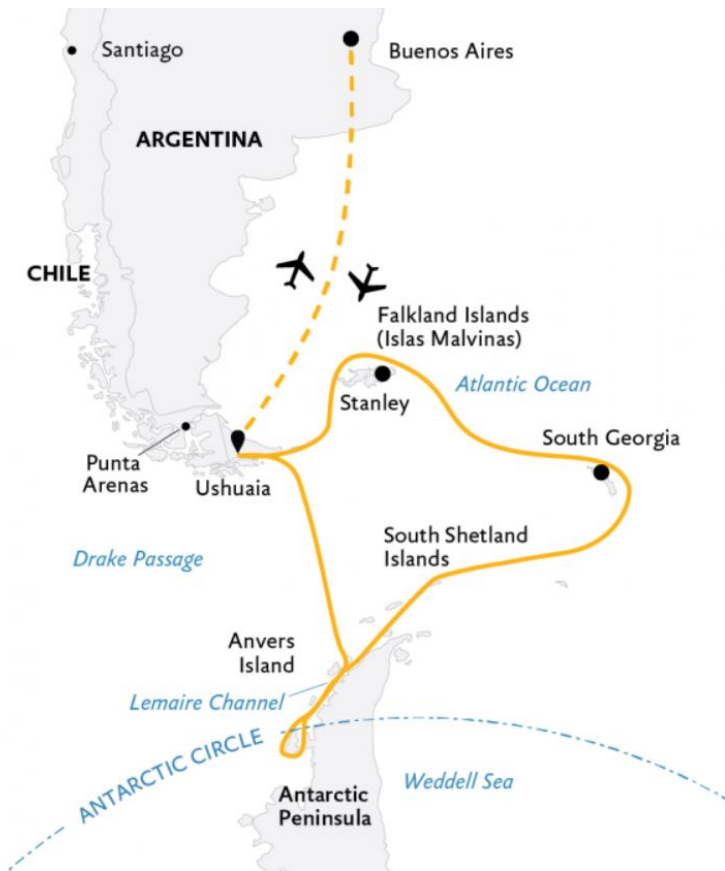 Santiago
Buenos Aires
ARGENTINA
CHILE
Falkland Islands
(Islas Malvinas)
Atlantic Ocean
Stanley
South Georgia
Punta
Arenas
Ushuaia
South Shetland
Islands
Drake Passage
Anvers
Island
Lemaire Channel
ANTARCTIC CIRCLE
Weddell Sea
Antarctic
Peninsula